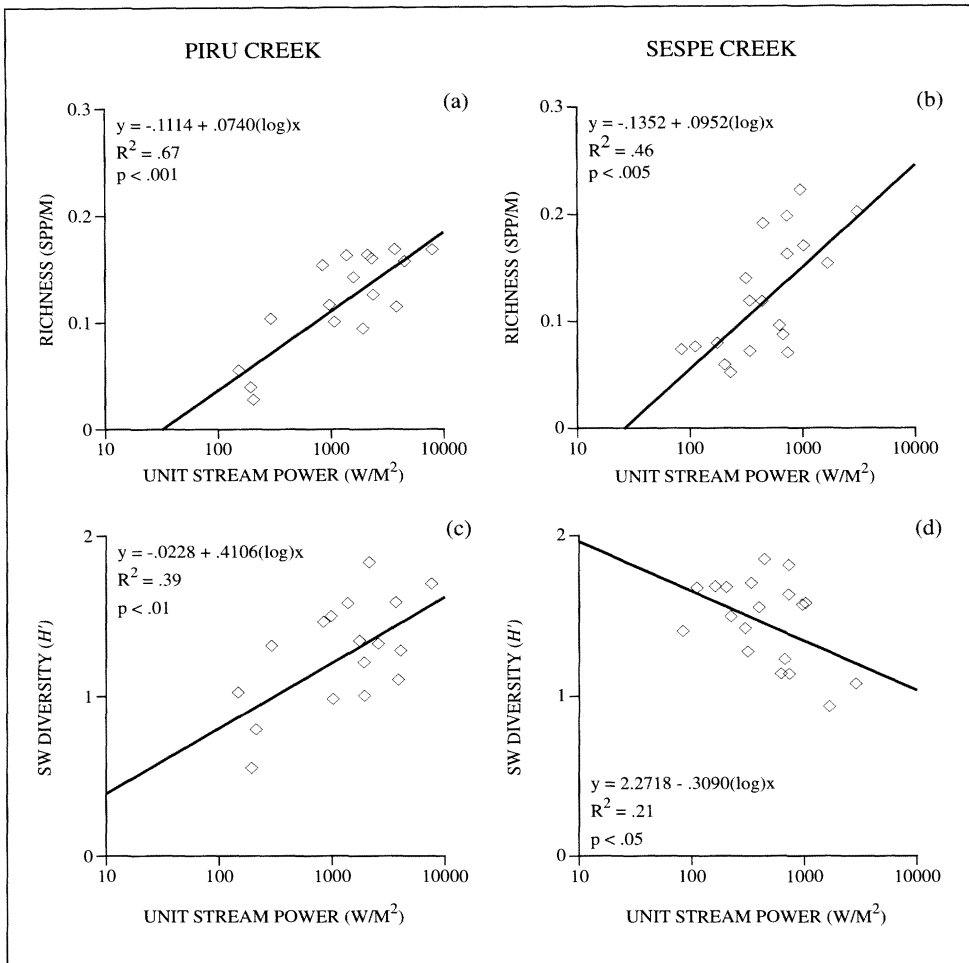 PIRU CREEK
SESPE CREEK
(a)
y = -.1114 + .0740(log)x
R² = .67
p < .001
0.3
0.2
0.1
0
RICHNESS (SPP/M)
10 100 1000 10000
UNIT STREAM POWER (W/M²)
(b)
y = -.1352 + .0952(log)x
R² = .46
p < .005
0.3
0.2
0.1
0
RICHNESS (SPP/M)
10 100 1000 10000
UNIT STREAM POWER (W/M²)
(c)
y = -.0228 + .4106(log)x
R² = .39
p < .01
2
1
0
SW DIVERSITY (H')
10 100 1000 10000
UNIT STREAM POWER (W/M²)
(d)
2
1
0
SW DIVERSITY (H')
y = 2.2718 - .3090(log)x
R² = .21
p < .05
10 100 1000 10000
UNIT STREAM POWER (W/M²)